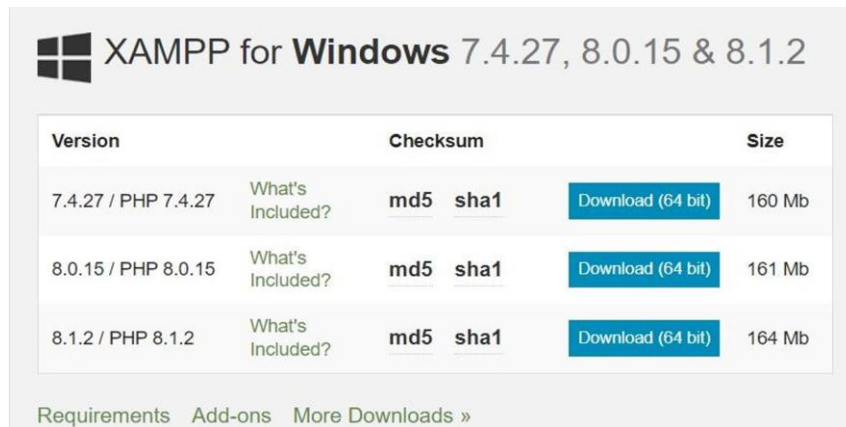 XAMPP for Windows 7.4.27, 8.0.15 & 8.1.2
Version Checksum Size
7.4.27 / PHP 7.4.27 What's Included? md5 sha1 Download (64 bit) 160 Mb
8.0.15 / PHP 8.0.15 What's Included? md5 sha1 Download (64 bit) 161 Mb
8.1.2 / PHP 8.1.2 What's Included? md5 sha1 Download (64 bit) 164 Mb
Requirements Add-ons More Downloads »